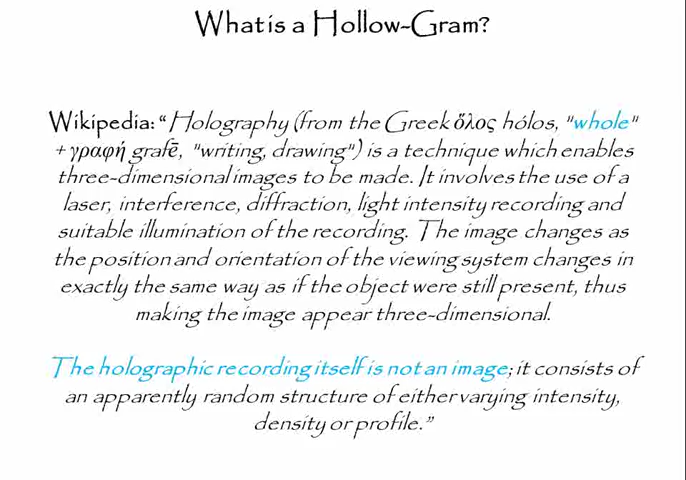 What is a Hollow-Gram?
Wikipedia: “Holography (from the Greek ὅλος hólos, "whole"
+ γραφή grafē, "writing, drawing") is a technique which enables
three-dimensional images to be made. It involves the use of a
laser, interference, diffraction, light intensity recording and
suitable illumination of the recording. The image changes as
the position and orientation of the viewing system changes in
exactly the same way as if the object were still present, thus
making the image appear three-dimensional.
The holographic recording itself is not an image; it consists of
an apparently random structure of either varying intensity,
density or profile.”